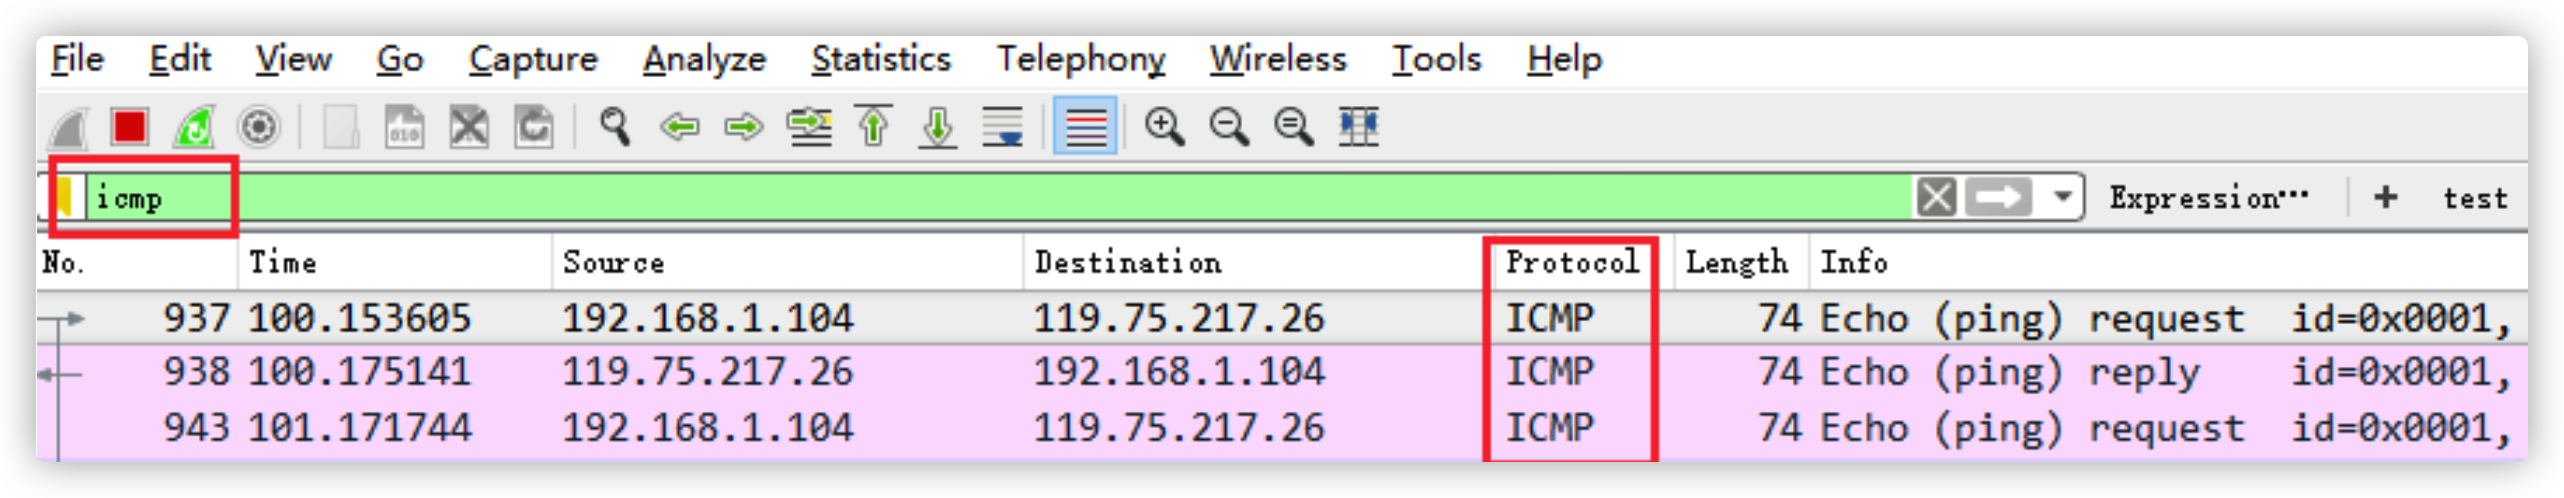 File Edit View Go Capture Analyze Statistics Telephony Wireless Tools Help
icmp Expression… + test
No. Time Source Destination Protocol Length Info
937 100.153605 192.168.1.104 119.75.217.26 ICMP 74 Echo (ping) request id=0x0001,
938 100.175141 119.75.217.26 192.168.1.104 ICMP 74 Echo (ping) reply id=0x0001,
943 101.171744 192.168.1.104 119.75.217.26 ICMP 74 Echo (ping) request id=0x0001,